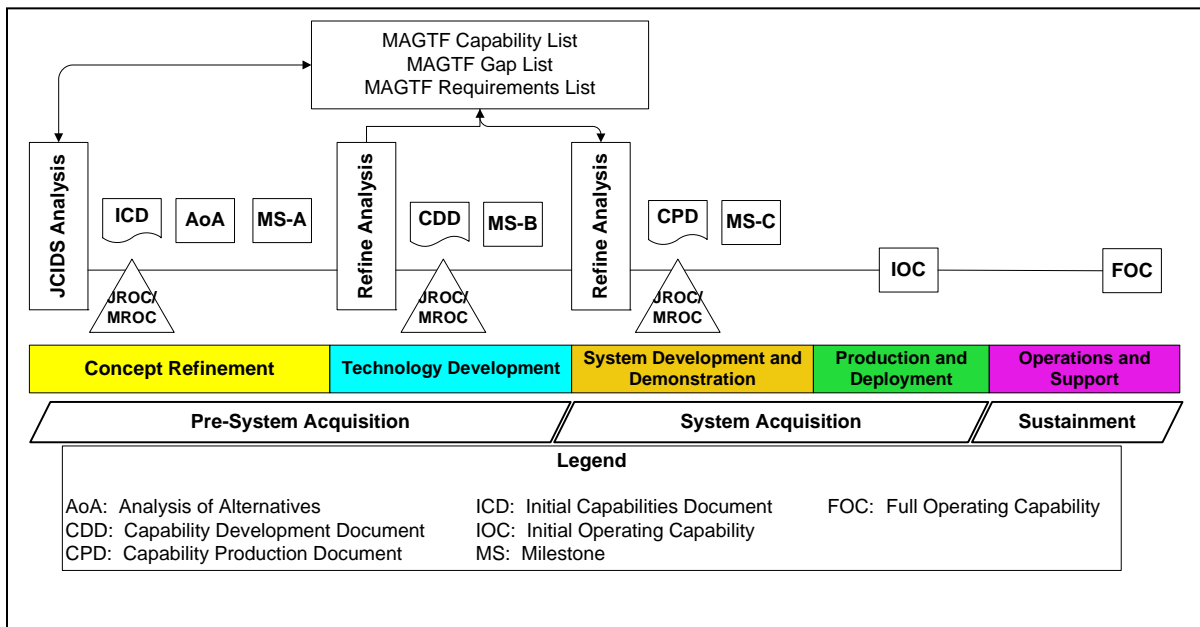 MAGTF Capability List
MAGTF Gap List
MAGTF Requirements List
JCIDS Analysis
ICD
AoA
MS-A
JROC/
MROC
Refine Analysis
CDD
MS-B
JROC/
MROC
Refine Analysis
CPD
MS-C
JROC/
MROC
IOC
FOC
Concept Refinement
Technology Development
System Development and
Demonstration
Production and
Deployment
Operations and
Support
Pre-System Acquisition
System Acquisition
Sustainment
Legend
AoA: Analysis of Alternatives
CDD: Capability Development Document
CPD: Capability Production Document
ICD: Initial Capabilities Document
IOC: Initial Operating Capability
MS: Milestone
FOC: Full Operating Capability